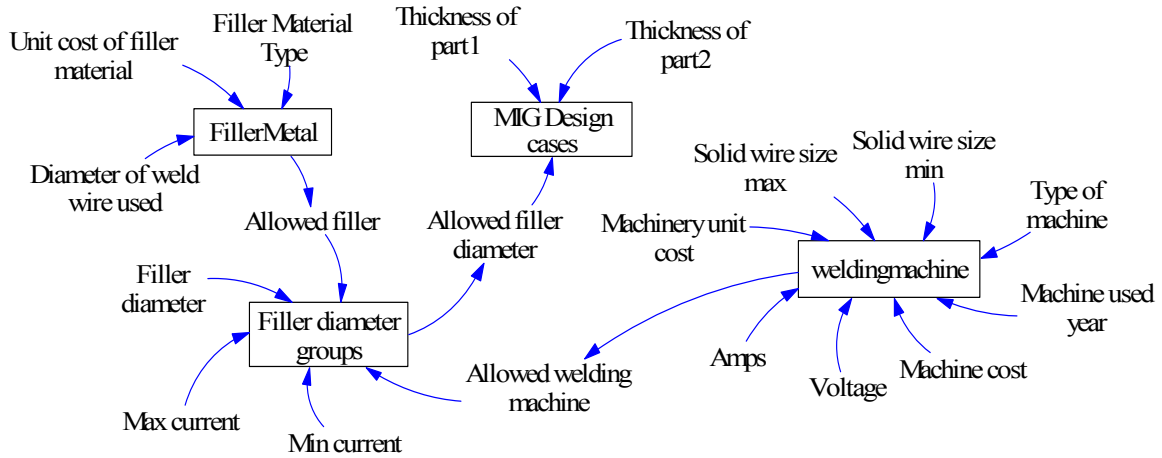 Unit cost of filler
material
Filler Material
Type
Thickness of
part1
Thickness of
part2
FillerMetal
MIG Design
cases
Diameter of weld
wire used
Solid wire size
max
Solid wire size
min
Type of
machine
Allowed filler
Allowed filler
diameter
Machinery unit
cost
weldingmachine
Filler
diameter
Filler diameter
groups
Machine used
year
Amps
Voltage
Machine cost
Allowed welding
machine
Max current
Min current